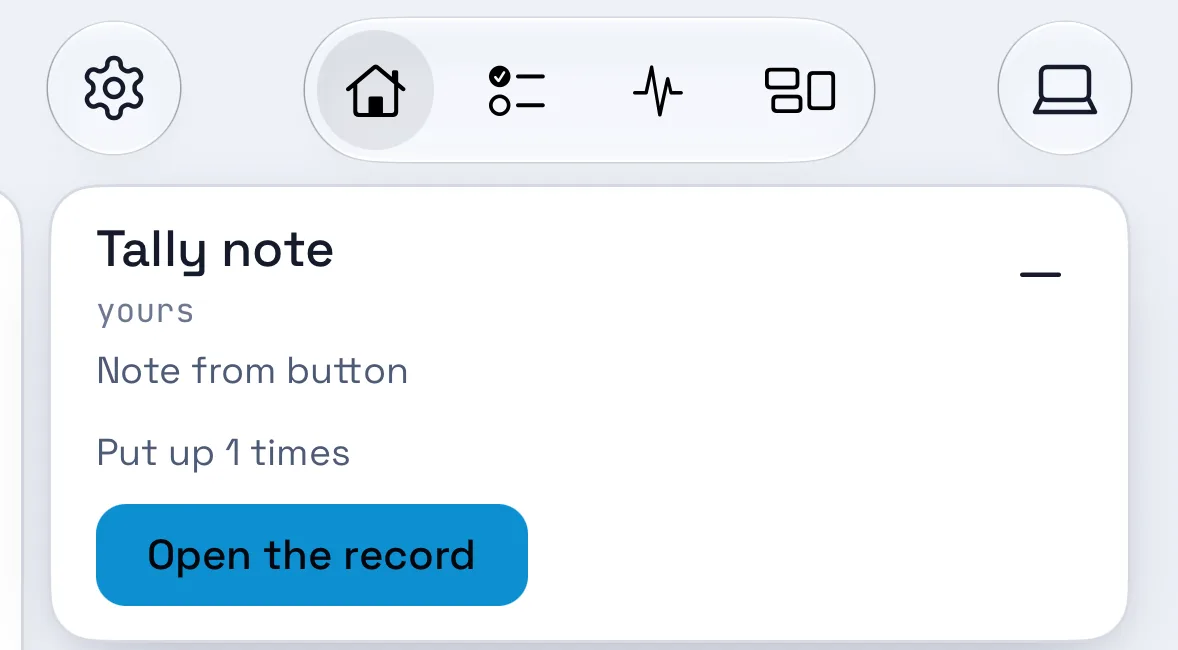 Tally note
yours
Note from button
Put up 1 times
Open the record